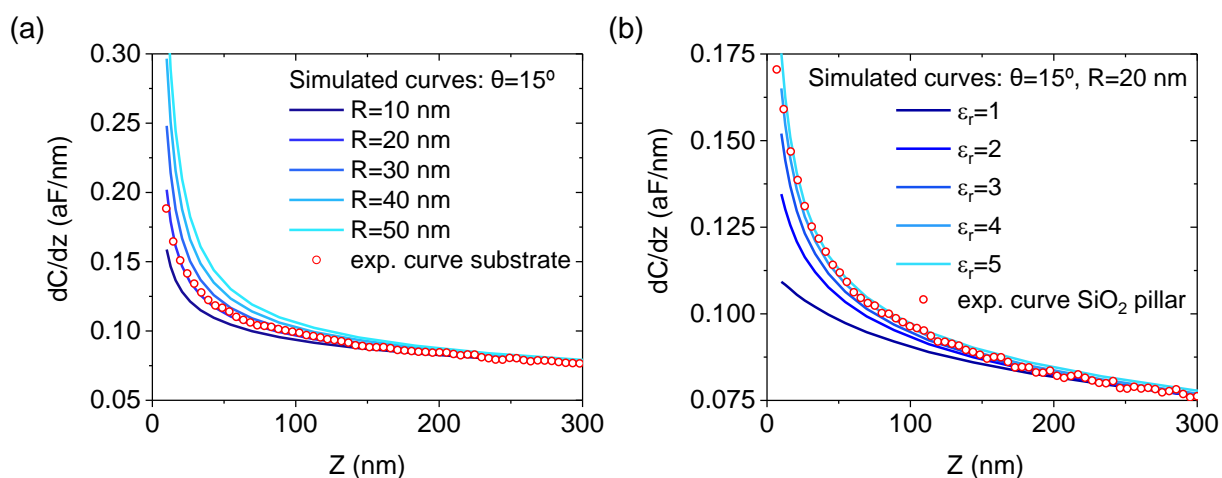 (a)
0.30
0.25
0.20
0.15
0.10
0.05
dC/dz (aF/nm)
Simulated curves: θ=15º
R=10 nm
R=20 nm
R=30 nm
R=40 nm
R=50 nm
exp. curve substrate
0
100
200
300
Z (nm)
(b)
0.175
0.150
0.125
0.100
0.075
dC/dz (aF/nm)
Simulated curves: θ=15º, R=20 nm
εr=1
εr=2
εr=3
εr=4
εr=5
exp. curve SiO2 pillar
0
100
200
300
Z (nm)